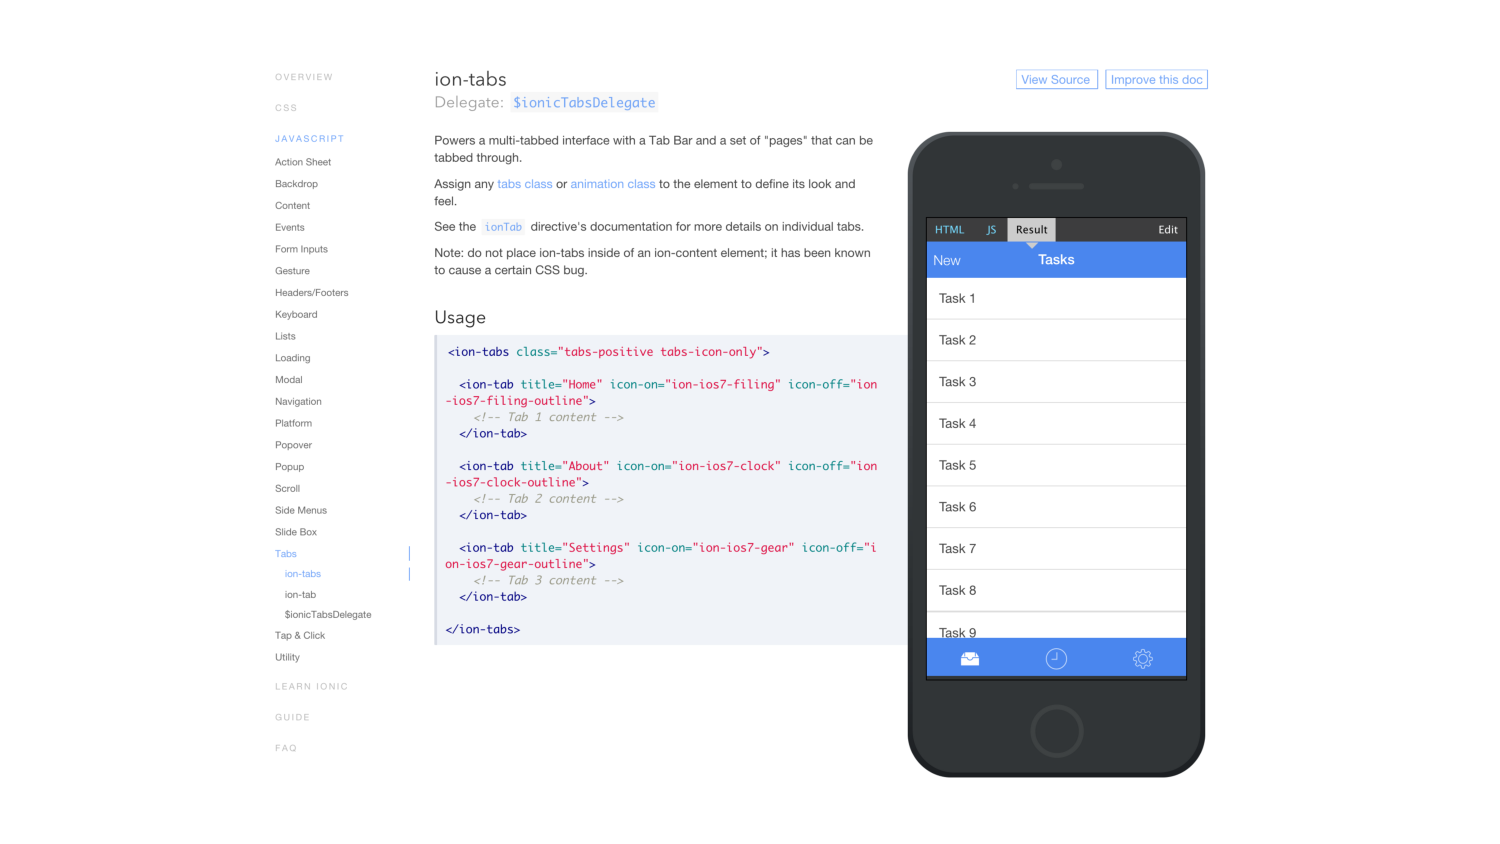 OVERVIEW
CSS
JAVASCRIPT
Action Sheet
Backdrop
Content
Events
Form Inputs
Gesture
Headers/Footers
Keyboard
Lists
Loading
Modal
Navigation
Platform
Popover
Popup
Scroll
Side Menus
Slide Box
Tabs
ion-tabs
ion-tab
$ionicTabsDelegate
Tap & Click
Utility
LEARN IONIC
GUIDE
FAQ
ion-tabs
Delegate: $ionicTabsDelegate
View Source
Improve this doc
Powers a multi-tabbed interface with a Tab Bar and a set of "pages" that can be
tabbed through.
Assign any tabs class or animation class to the element to define its look and
feel.
See the ionTab directive's documentation for more details on individual tabs.
Note: do not place ion-tabs inside of an ion-content element; it has been known
to cause a certain CSS bug.
Usage
<ion-tabs class="tabs-positive tabs-icon-only">
<ion-tab title="Home" icon-on="ion-ios7-filing" icon-off="ion
-ios7-filing-outline">
<!-- Tab 1 content -->
</ion-tab>
<ion-tab title="About" icon-on="ion-ios7-clock" icon-off="ion
-ios7-clock-outline">
<!-- Tab 2 content -->
</ion-tab>
<ion-tab title="Settings" icon-on="ion-ios7-gear" icon-off="i
on-ios7-gear-outline">
<!-- Tab 3 content -->
</ion-tab>
</ion-tabs>
HTML JS Result Edit
New Tasks
Task 1
Task 2
Task 3
Task 4
Task 5
Task 6
Task 7
Task 8
Task 9